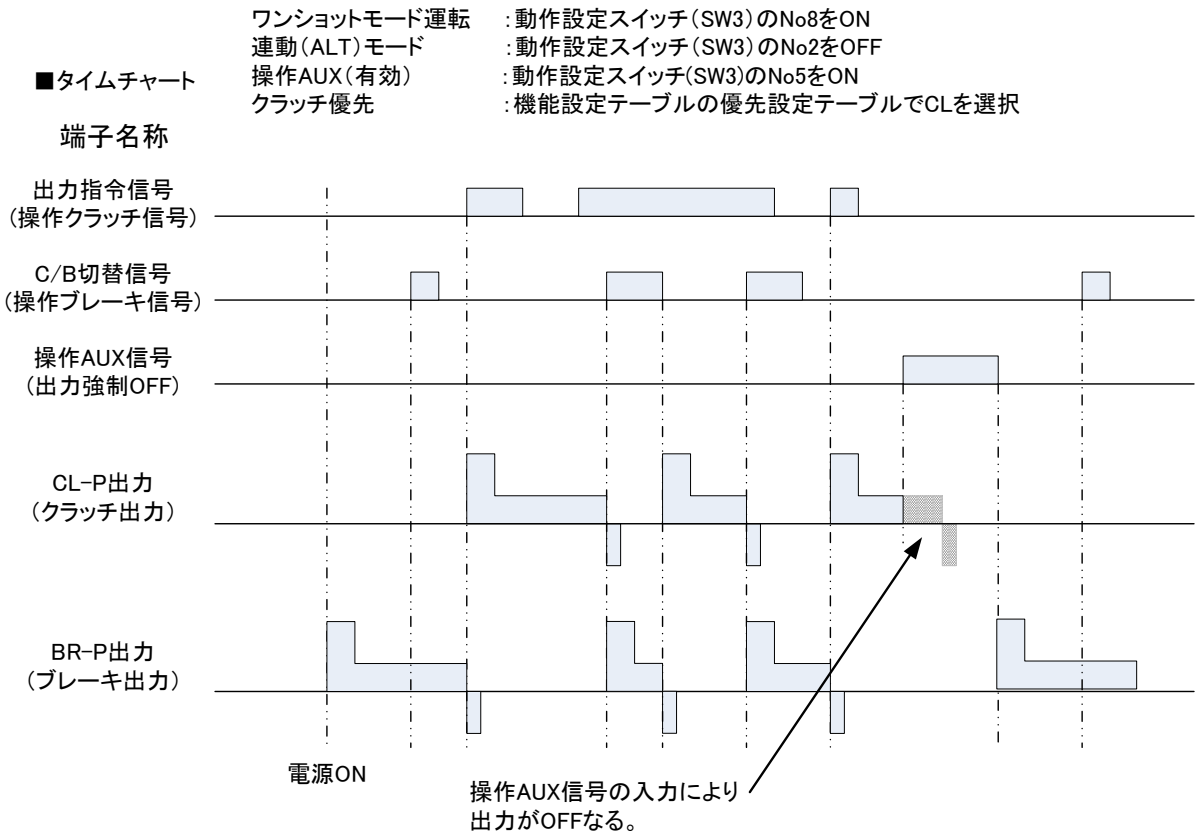 ワンショットモード運転 :動作設定スイッチ(SW3)のNo8をON
連動(ALT)モード :動作設定スイッチ(SW3)のNo2をOFF
操作AUX(有効) :動作設定スイッチ(SW3)のNo5をON
クラッチ優先 :機能設定テーブルの優先設定テーブルでCLを選択
■タイムチャート
端子名称
出力指令信号
(操作クラッチ信号)
C/B切替信号
(操作ブレーキ信号)
操作AUX信号
(出力強制OFF)
CL-P出力
(クラッチ出力)
BR-P出力
(ブレーキ出力)
電源ON
操作AUX信号の入力により
出力がOFFなる。